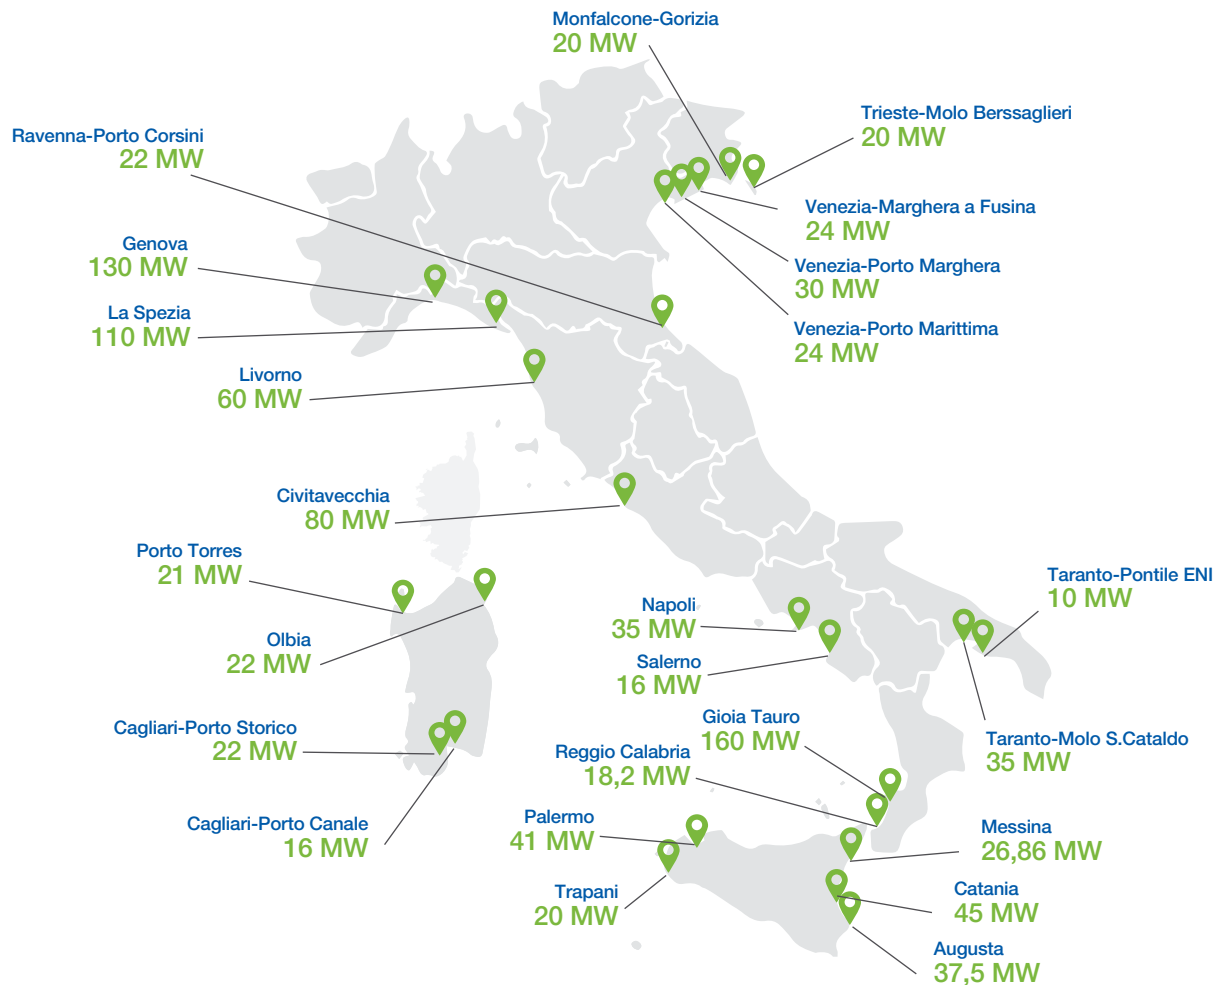 Monfalcone-Gorizia
20 MW
Trieste-Molo Berssaglieri
20 MW
Ravenna-Porto Corsini
22 MW
Venezia-Marghera a Fusina
24 MW
Genova
130 MW
Venezia-Porto Marghera
30 MW
La Spezia
110 MW
Venezia-Porto Marittima
24 MW
Livorno
60 MW
Civitavecchia
80 MW
Porto Torres
21 MW
Taranto-Pontile ENI
10 MW
Napoli
35 MW
Olbia
22 MW
Salerno
16 MW
Gioia Tauro
160 MW
Cagliari-Porto Storico
22 MW
Taranto-Molo S.Cataldo
35 MW
Reggio Calabria
18,2 MW
Palermo
41 MW
Cagliari-Porto Canale
16 MW
Messina
26,86 MW
Trapani
20 MW
Catania
45 MW
Augusta
37,5 MW